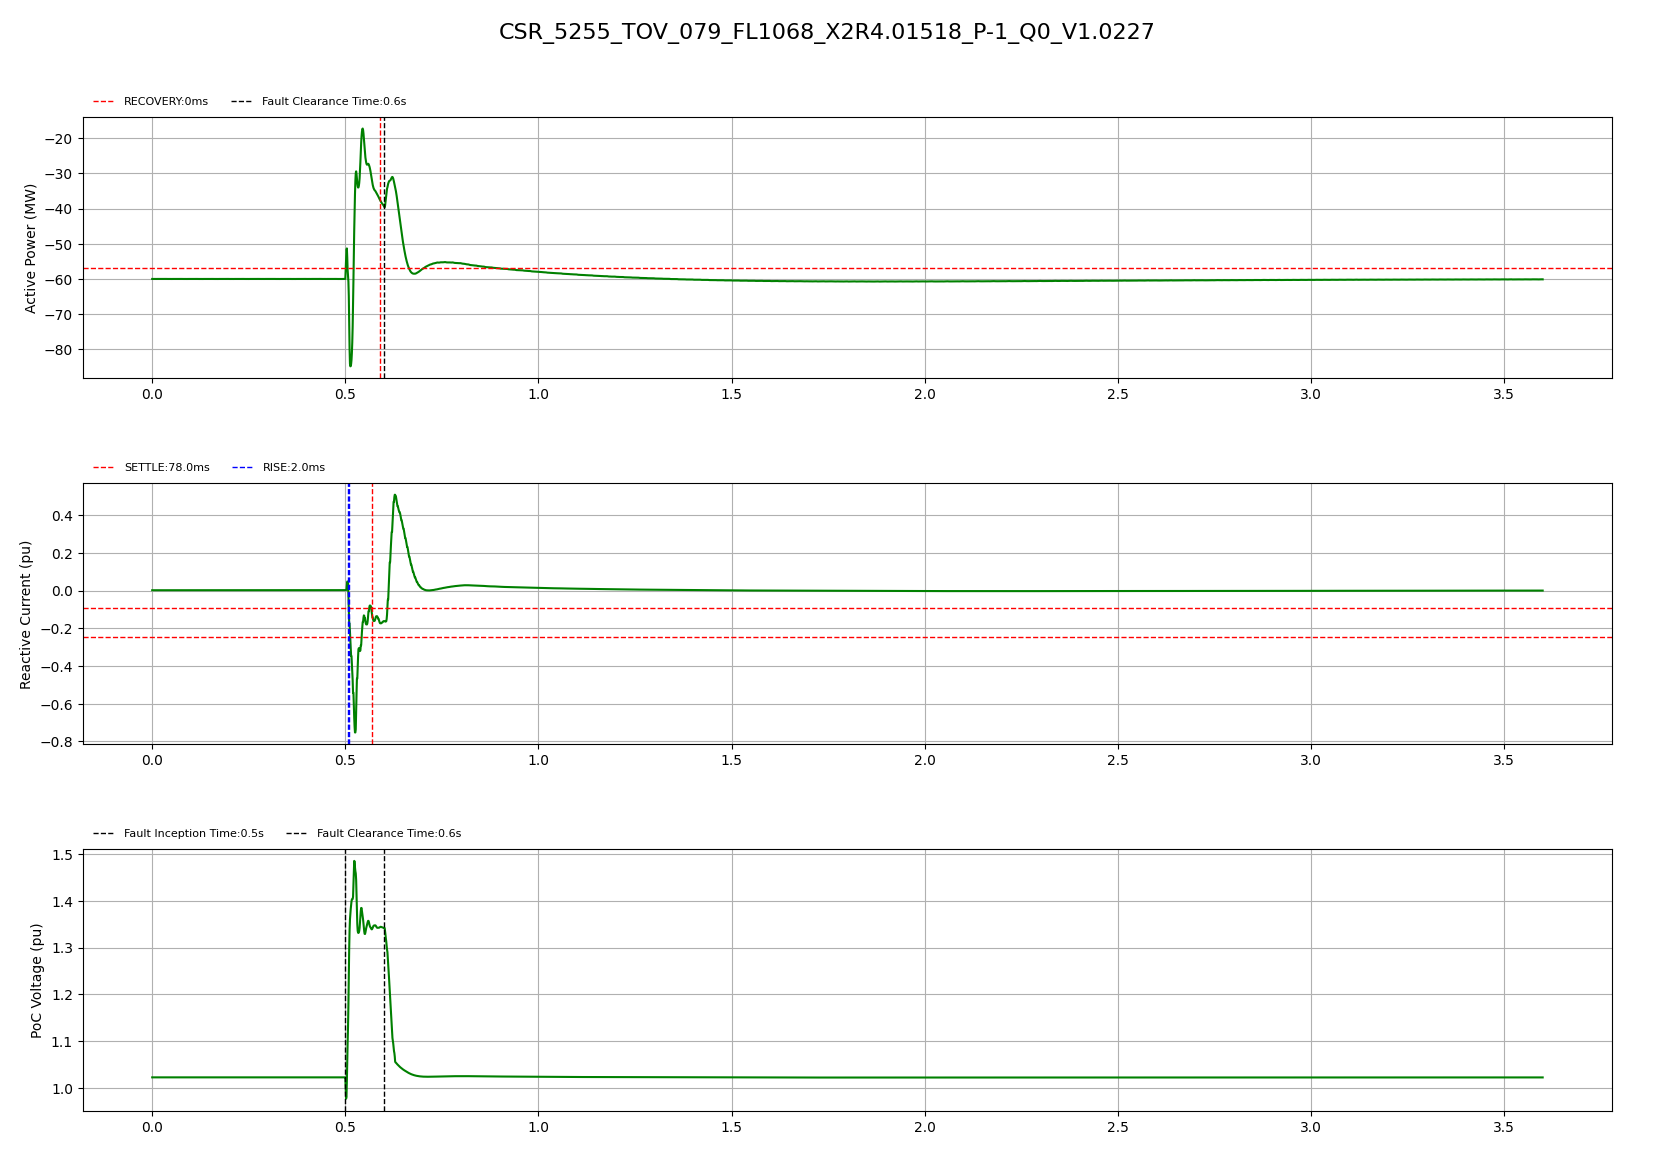 CSR_5255_TOV_079_FL1068_X2R4.01518_P-1_Q0_V1.0227
RECOVERY:0ms Fault Clearance Time:0.6s
Active Power (MW)
−20
−30
−40
−50
−60
−70
−80
0.0 0.5 1.0 1.5 2.0 2.5 3.0 3.5
SETTLE:78.0ms RISE:2.0ms
Reactive Current (pu)
0.4
0.2
0.0
−0.2
−0.4
−0.6
−0.8
0.0 0.5 1.0 1.5 2.0 2.5 3.0 3.5
Fault Inception Time:0.5s Fault Clearance Time:0.6s
PoC Voltage (pu)
1.5
1.4
1.3
1.2
1.1
1.0
0.0 0.5 1.0 1.5 2.0 2.5 3.0 3.5